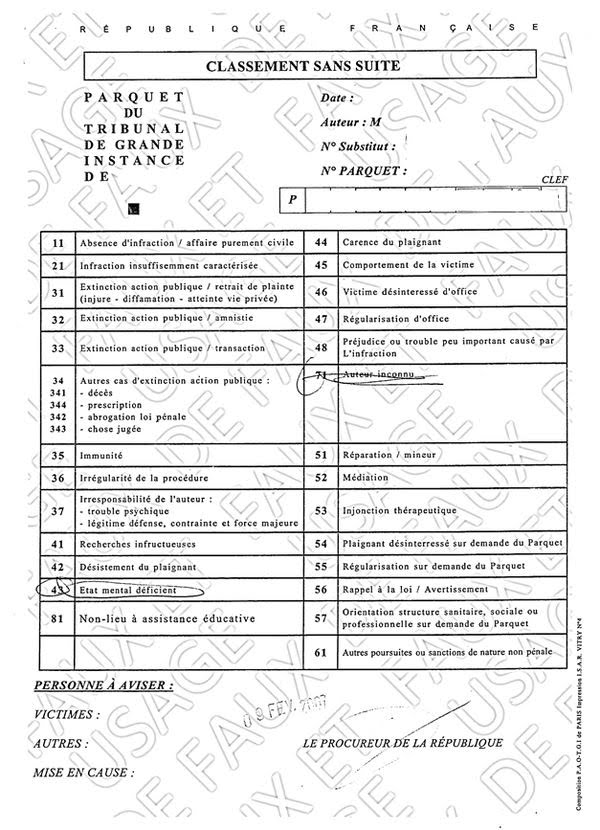 RÉPUBLIQUE FRANÇAISE
CLASSEMENT SANS SUITE
PARQUET
DU
TRIBUNAL
DE GRANDE
INSTANCE
DE
Date :
Auteur : M
N° Substitut :
N° PARQUET :
CLEF
P
11 Absence d'infraction / affaire purement civile
21 Infraction insuffisemment caractérisée
31 Extinction action publique / retrait de plainte
(injure - diffamation - atteinte vie privée)
32 Extinction action publique / amnistie
33 Extinction action publique / transaction
34 Autres cas d'extinction action publique :
341 - décès
344 - prescription
342 - abrogation loi pénale
343 - chose jugée
35 Immunité
36 Irrégularité de la procédure
37 Irresponsabilité de l'auteur :
- trouble psychique
- légitime défense, contrainte et force majeure
41 Recherches infructueuses
42 Désistement du plaignant
43 Etat mental déficient
81 Non-lieu à assistance éducative
44 Carence du plaignant
45 Comportement de la victime
46 Victime désinteressé d'office
47 Régularisation d'office
48 Préjudice ou trouble peu important causé par
L'infraction
71 Auteur inconnu
51 Réparation / mineur
52 Médiation
53 Injonction thérapeutique
54 Plaignant désinterressé sur demande du Parquet
55 Régularisation sur demande du Parquet
56 Rappel à la loi / Avertissement
57 Orientation structure sanitaire, sociale ou
professionnelle sur demande du Parquet
61 Autres poursuites ou sanctions de nature non pénale
PERSONNE À AVISER :
VICTIMES :
AUTRES :
MISE EN CAUSE :
09 FEV. 2007
LE PROCUREUR DE LA RÉPUBLIQUE
Composition P.A.O-T.G.I de PARIS Impression I.S.A.R. VITRY N°4
FAUX ET USAGE DE FAUX